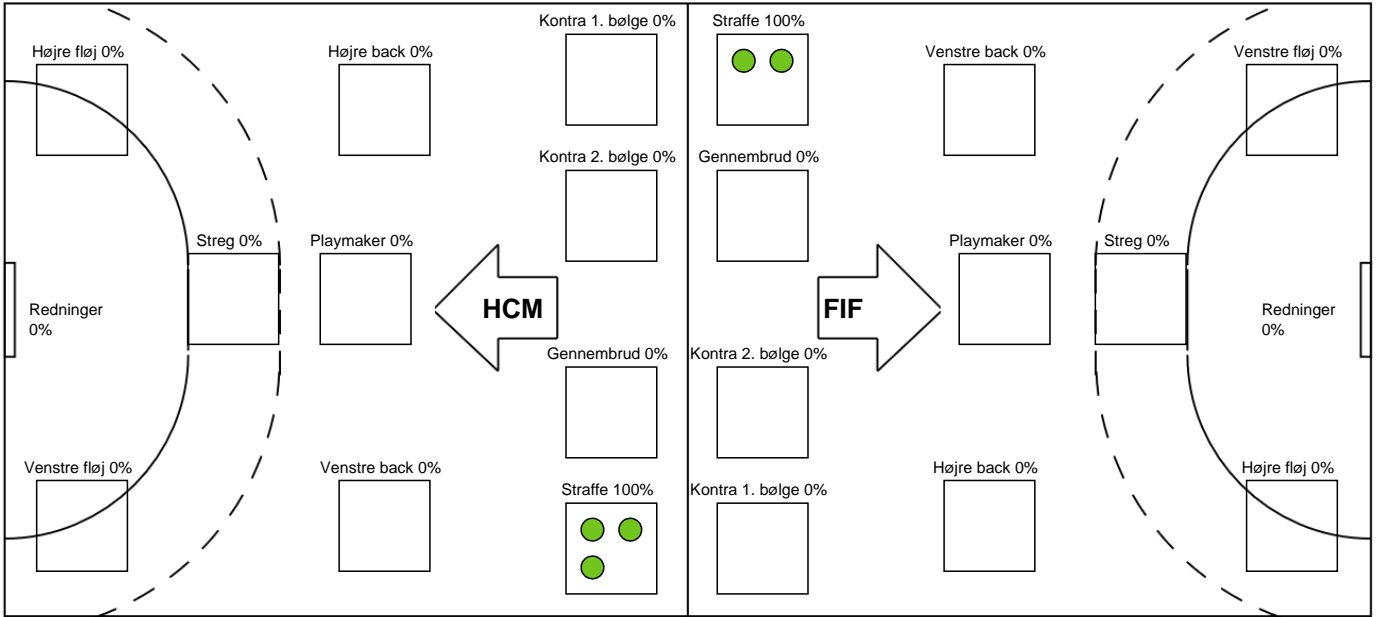 Kontra 1. bølge 0%
Straffe 100%
Højre fløj 0%
Højre back 0%
Venstre back 0%
Venstre fløj 0%
Kontra 2. bølge 0%
Gennembrud 0%
Streg 0%
Playmaker 0%
Playmaker 0%
Streg 0%
Redninger
0%
HCM
FIF
Redninger
0%
Gennembrud 0%
Kontra 2. bølge 0%
Venstre fløj 0%
Venstre back 0%
Højre back 0%
Højre fløj 0%
Straffe 100%
Kontra 1. bølge 0%